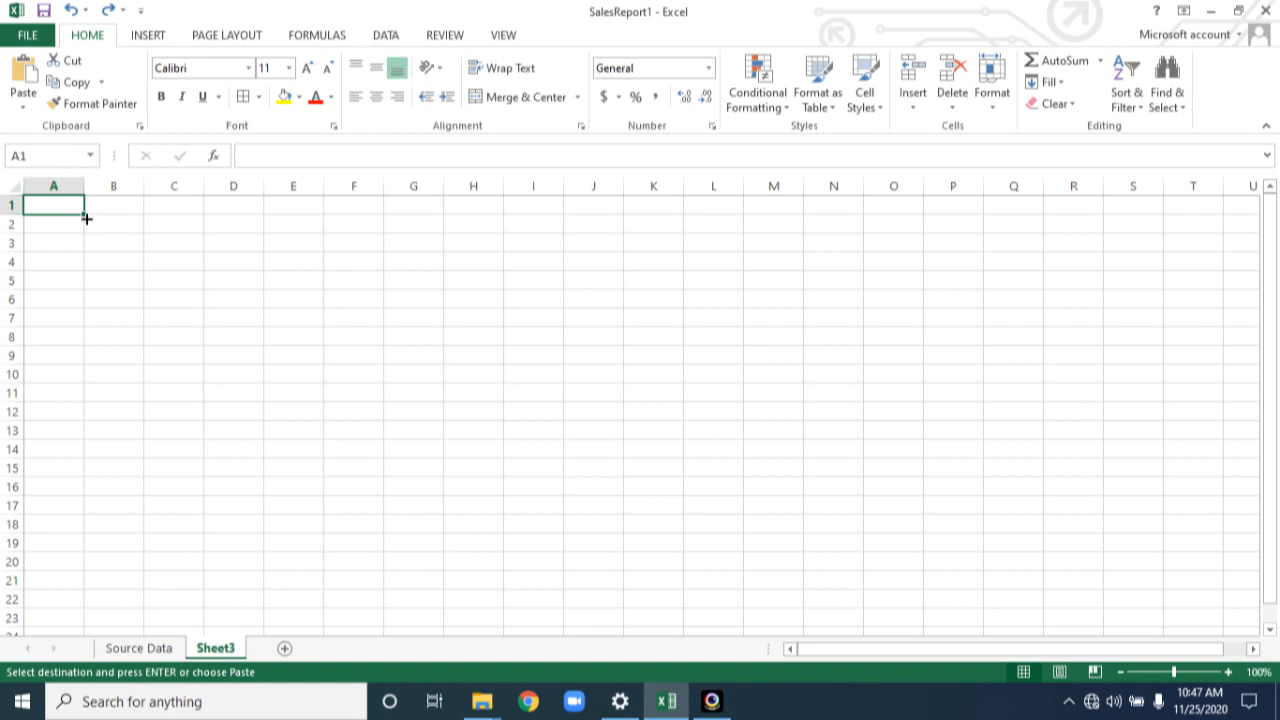 SalesReport1 - Excel
?
FILE HOME INSERT PAGE LAYOUT FORMULAS DATA REVIEW VIEW
Microsoft account
Paste
Cut
Copy
Format Painter
Clipboard
Calibri 11
B I U
Font
Wrap Text
Merge & Center
Alignment
General
$ % ,
Number
Conditional Formatting
Format as Table
Cell Styles
Styles
Insert
Delete
Format
Cells
AutoSum
Fill
Clear
Sort & Filter
Find & Select
Editing
A1
fx
A B C D E F G H I J K L M N O P Q R S T U
1
2
3
4
5
6
7
8
9
10
11
12
13
14
15
16
17
18
19
20
21
22
23
Source Data Sheet3
Select destination and press ENTER or choose Paste
100%
Search for anything
10:47 AM
11/25/2020